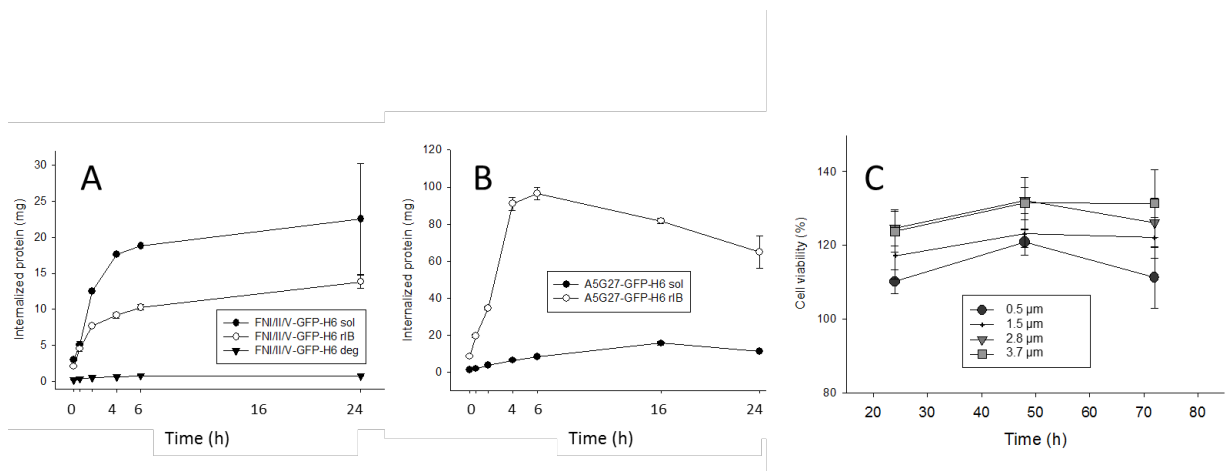 A
Internalized protein (mg)
30
25
20
15
10
5
0
FNI/II/V-GFP-H6 sol
FNI/II/V-GFP-H6 rIB
FNI/II/V-GFP-H6 deg
0 4 6 16 24
Time (h)
B
Internalized protein (mg)
120
100
80
60
40
20
0
A5G27-GFP-H6 sol
A5G27-GFP-H6 rIB
0 4 6 16 24
Time (h)
C
Cell viability (%)
140
120
100
80
0.5 µm
1.5 µm
2.8 µm
3.7 µm
20 30 40 50 60 70 80
Time (h)